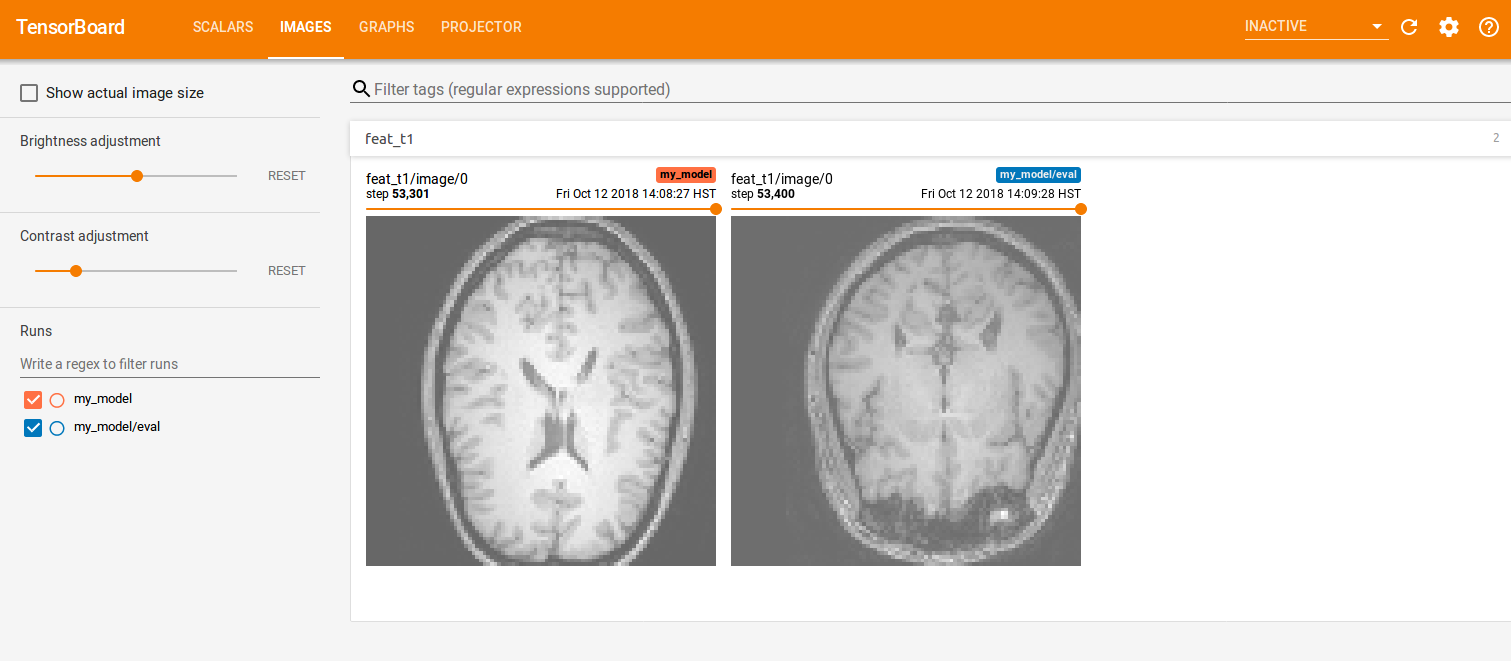 TensorBoard SCALARS IMAGES GRAPHS PROJECTOR INACTIVE
Show actual image size
Filter tags (regular expressions supported)
Brightness adjustment
RESET
Contrast adjustment
RESET
Runs
Write a regex to filter runs
my_model
my_model/eval
feat_t1 2
feat_t1/image/0 my_model
step 53,301 Fri Oct 12 2018 14:08:27 HST
feat_t1/image/0 my_model/eval
step 53,400 Fri Oct 12 2018 14:09:28 HST